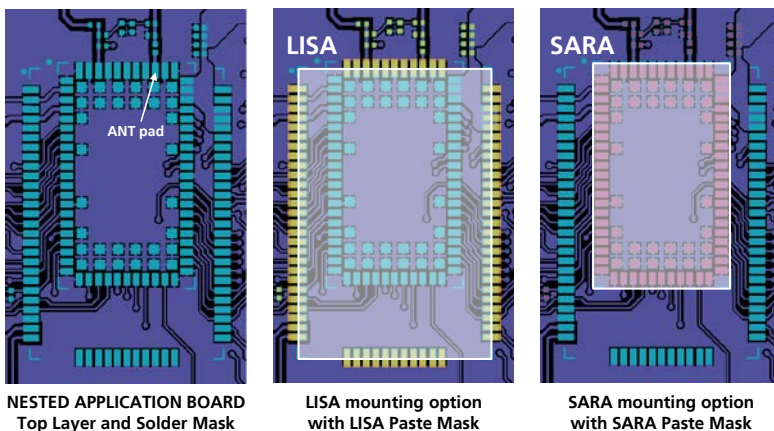 ANT pad
LISA
SARA
NESTED APPLICATION BOARD
Top Layer and Solder Mask
LISA mounting option
with LISA Paste Mask
SARA mounting option
with SARA Paste Mask